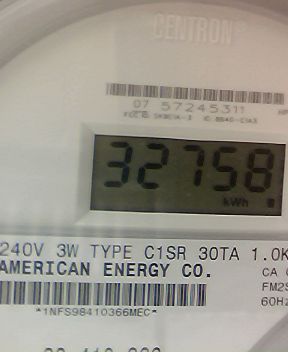 CENTRON
07 57245311
32758
kWh
240V 3W TYPE C1SR 30TA 1.0K
AMERICAN ENERGY CO.
CA
FM2S
60Hz
*1NFS98410366MEC*